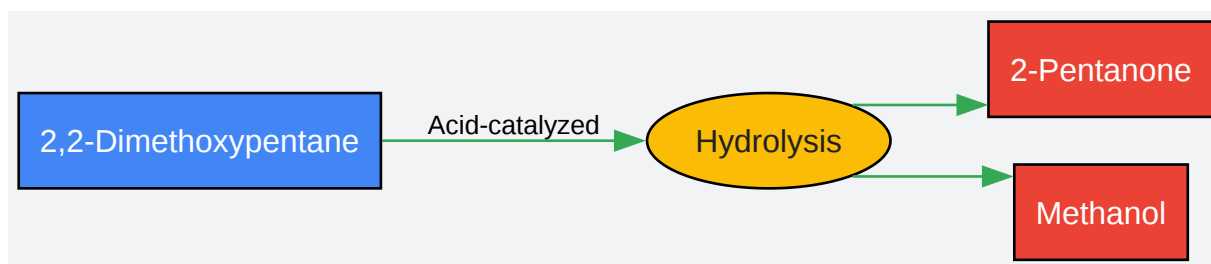 2,2-Dimethoxypentane
Acid-catalyzed
Hydrolysis
2-Pentanone
Methanol